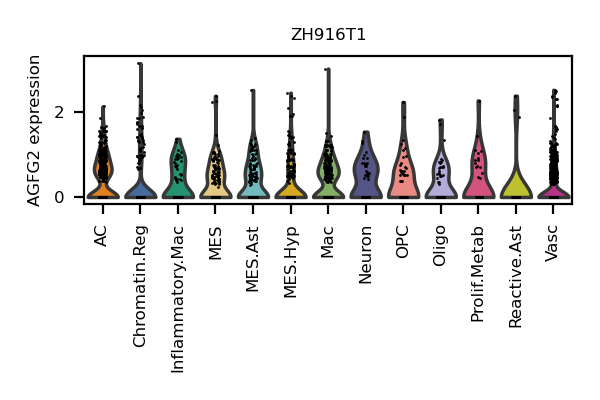 ZH916T1
AGFG2 expression
2
0
AC
Chromatin.Reg
Inflammatory.Mac
MES
MES.Ast
MES.Hyp
Mac
Neuron
OPC
Oligo
Prolif.Metab
Reactive.Ast
Vasc